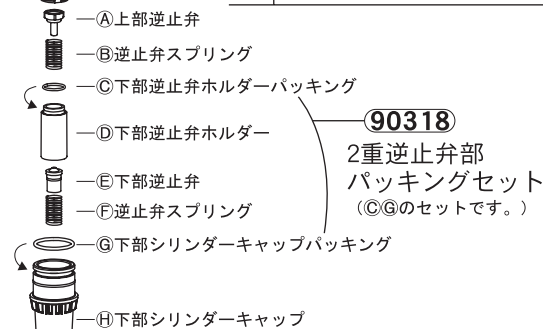 Ⓐ上部逆止弁
Ⓑ逆止弁スプリング
Ⓒ下部逆止弁ホルダーパッキング
Ⓓ下部逆止弁ホルダー
Ⓔ下部逆止弁
Ⓕ逆止弁スプリング
Ⓖ下部シリンダーキャップパッキング
Ⓗ下部シリンダーキャップ
90318
2重逆止弁部
パッキングセット
(ⒸⒼのセットです。)